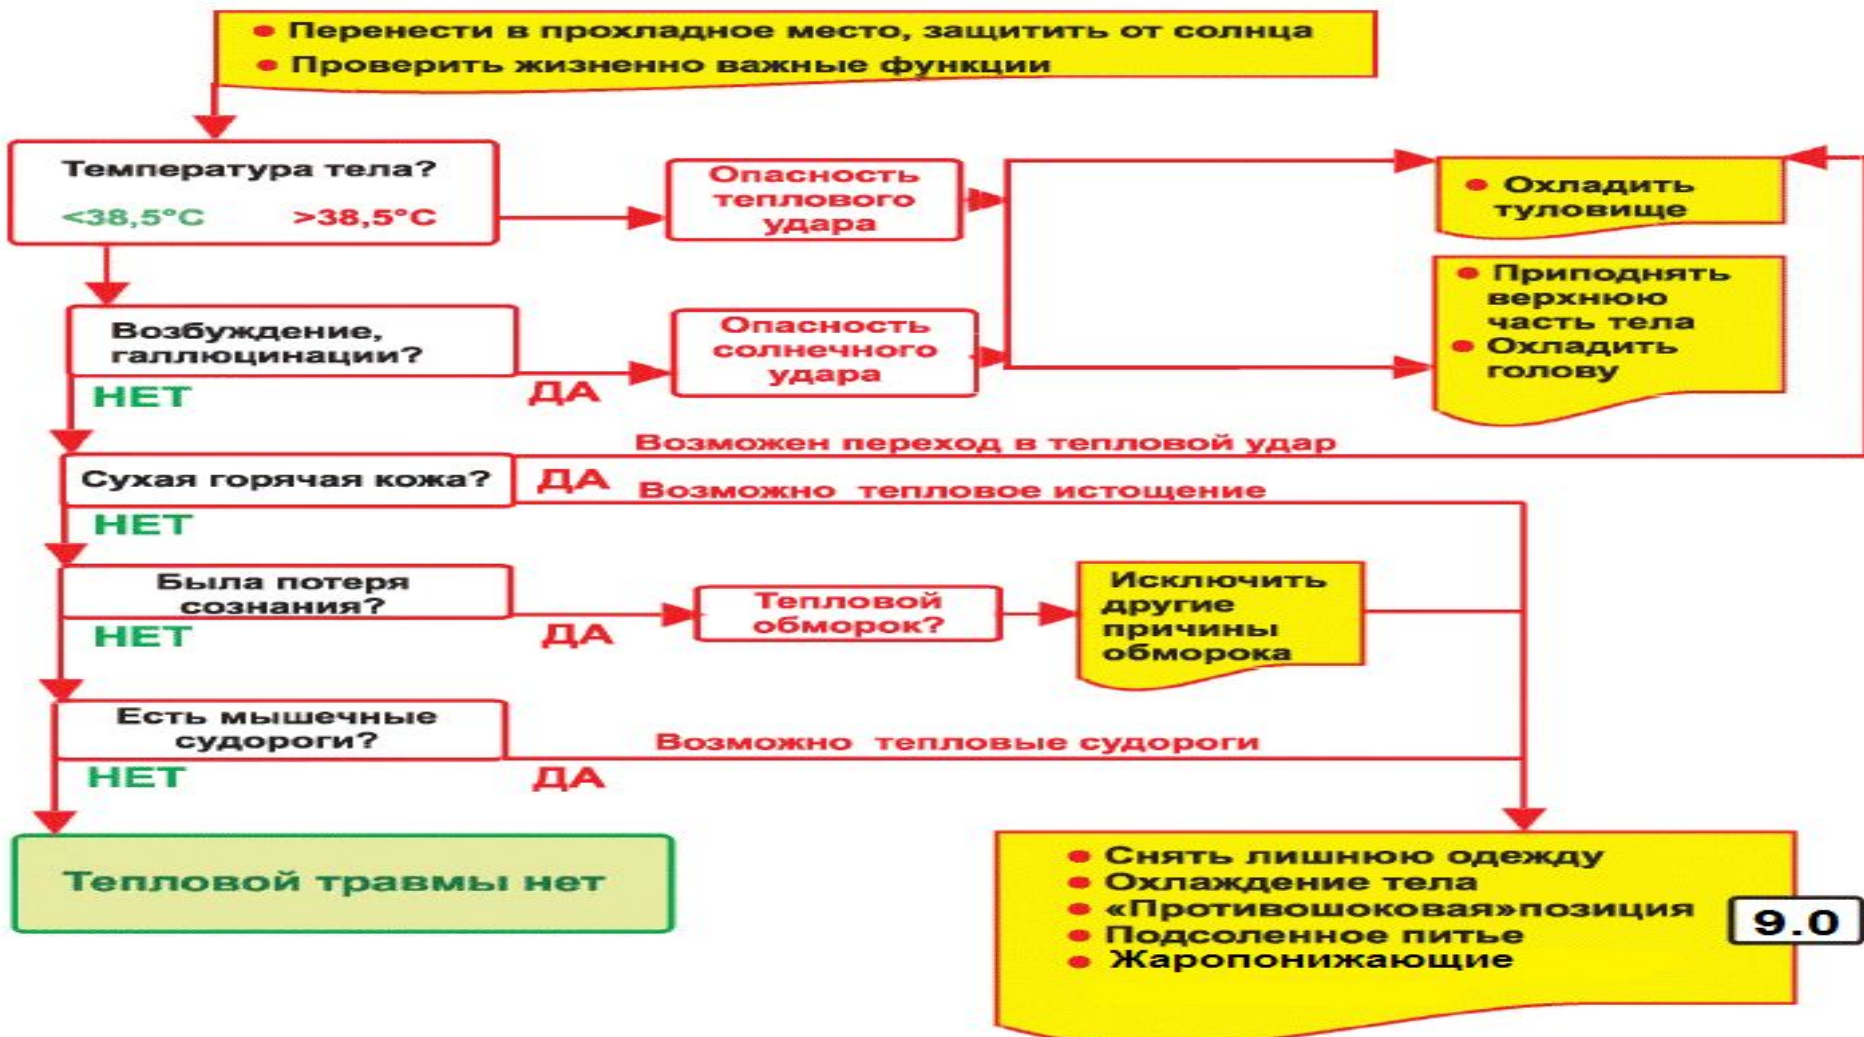 • Перенести в прохладное место, защитить от солнца
• Проверить жизненно важные функции
Температура тела?
<38,5°C >38,5°C
Опасность
теплового
удара
• Охладить
туловище
Возбуждение,
галлюцинации?
НЕТ
ДА
Опасность
солнечного
удара
• Приподнять
верхнюю
часть тела
• Охладить
голову
Возможен переход в тепловой удар
Сухая горячая кожа?
ДА
Возможно тепловое истощение
НЕТ
Была потеря
сознания?
НЕТ
ДА
Тепловой
обморок?
Исключить
другие
причины
обморока
Есть мышечные
судороги?
Возможно тепловые судороги
НЕТ
ДА
Тепловой травмы нет
• Снять лишнюю одежду
• Охлаждение тела
• «Противошоковая»позиция
• Подсоленное питье
• Жаропонижающие
9.0